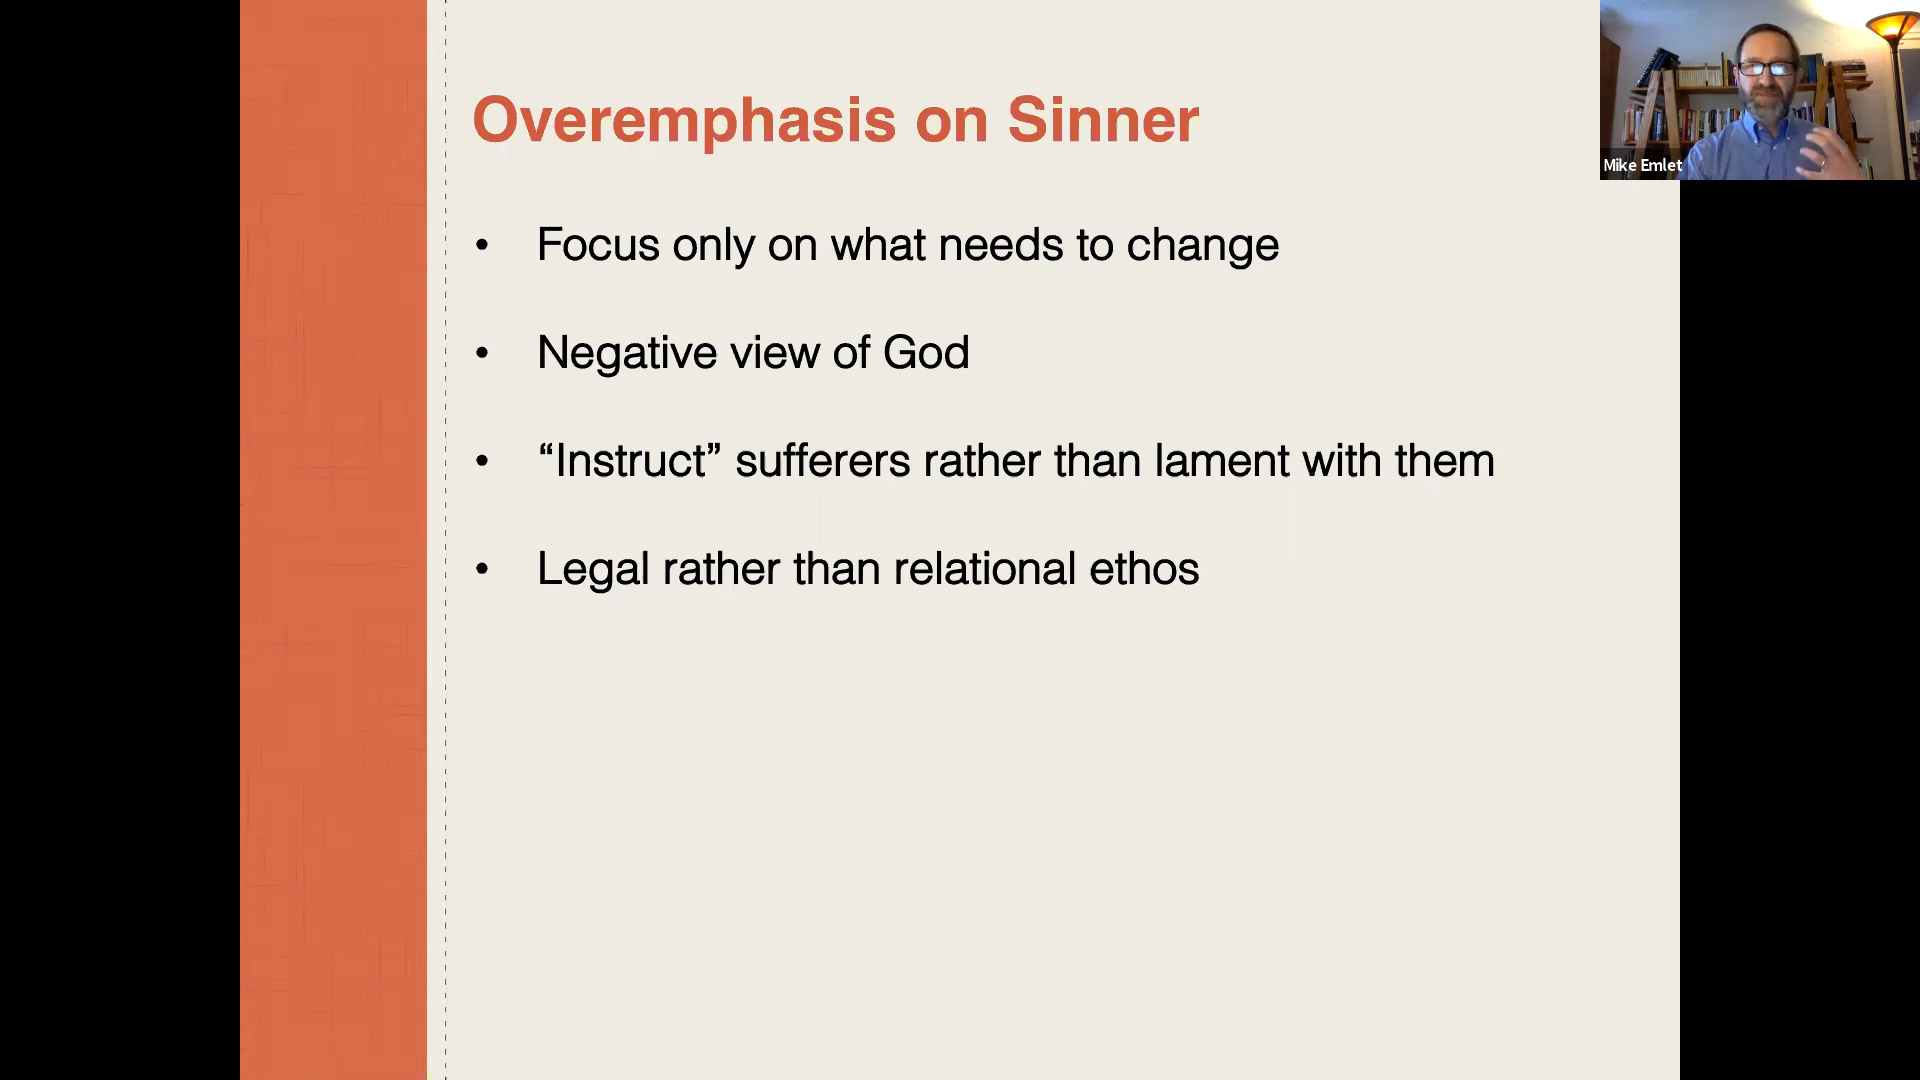 Overemphasis on Sinner
• Focus only on what needs to change
• Negative view of God
• “Instruct” sufferers rather than lament with them
• Legal rather than relational ethos
Mike Emlet